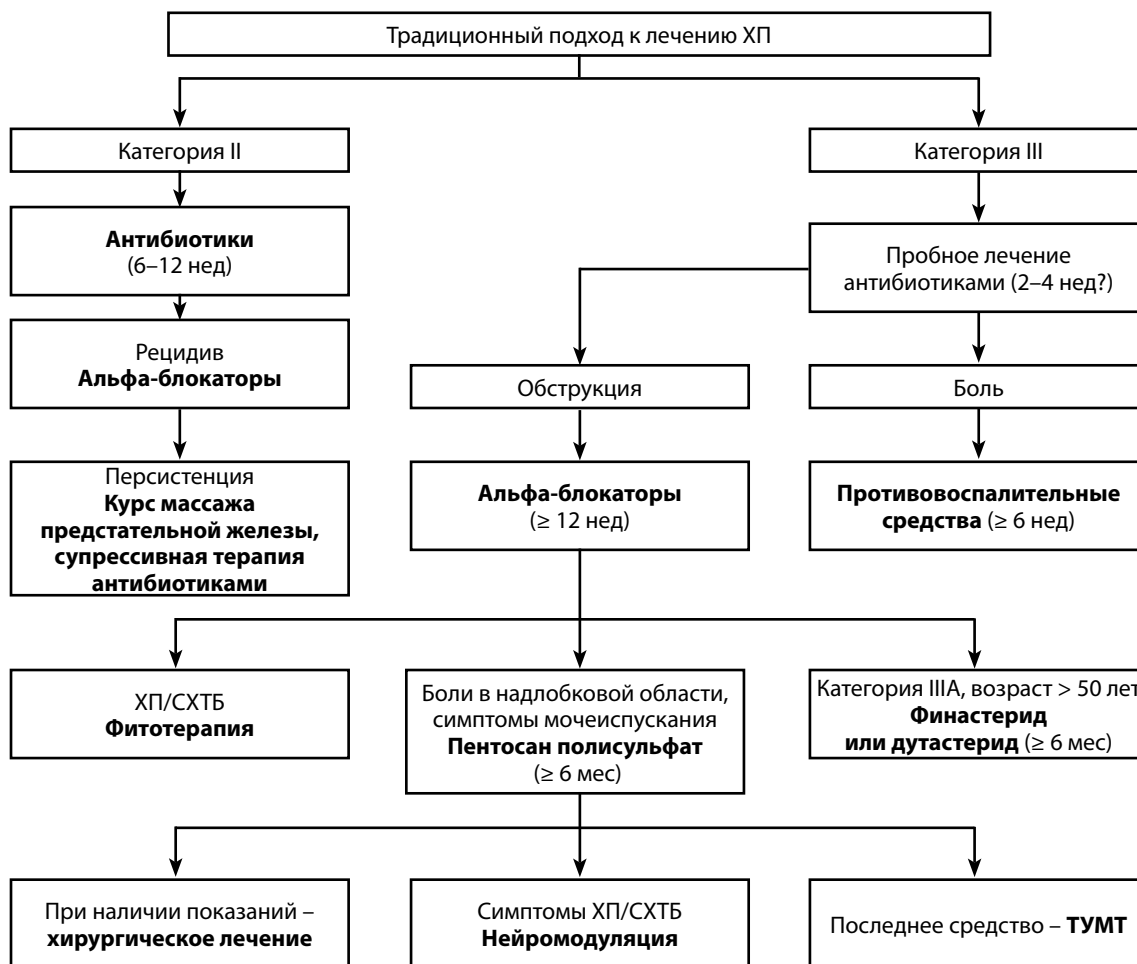 Традиционный подход к лечению ХП
Категория II
Категория III
Антибиотики
(6–12 нед)
Пробное лечение
антибиотиками (2–4 нед?)
Рецидив
Альфа-блокаторы
Обструкция
Боль
Персистенция
Курс массажа
предстательной железы,
супрессивная терапия
антибиотиками
Альфа-блокаторы
(≥ 12 нед)
Противовоспалительные
средства (≥ 6 нед)
ХП/СХТБ
Фитотерапия
Боли в надлобковой области,
симптомы мочеиспускания
Пентосан полисульфат
(≥ 6 мес)
Категория IIIА, возраст > 50 лет
Финастерид
или дутастерид (≥ 6 мес)
При наличии показаний –
хирургическое лечение
Симптомы ХП/СХТБ
Нейромодуляция
Последнее средство – ТУМТ